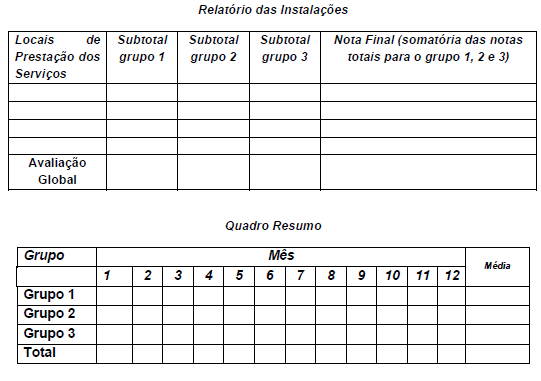 Relatório das Instalações
Locais de Prestação dos Serviços
Subtotal grupo 1
Subtotal grupo 2
Subtotal grupo 3
Nota Final (somatória das notas totais para o grupo 1, 2 e 3)
Avaliação Global
Quadro Resumo
Grupo Mês Média
1 2 3 4 5 6 7 8 9 10 11 12
Grupo 1
Grupo 2
Grupo 3
Total